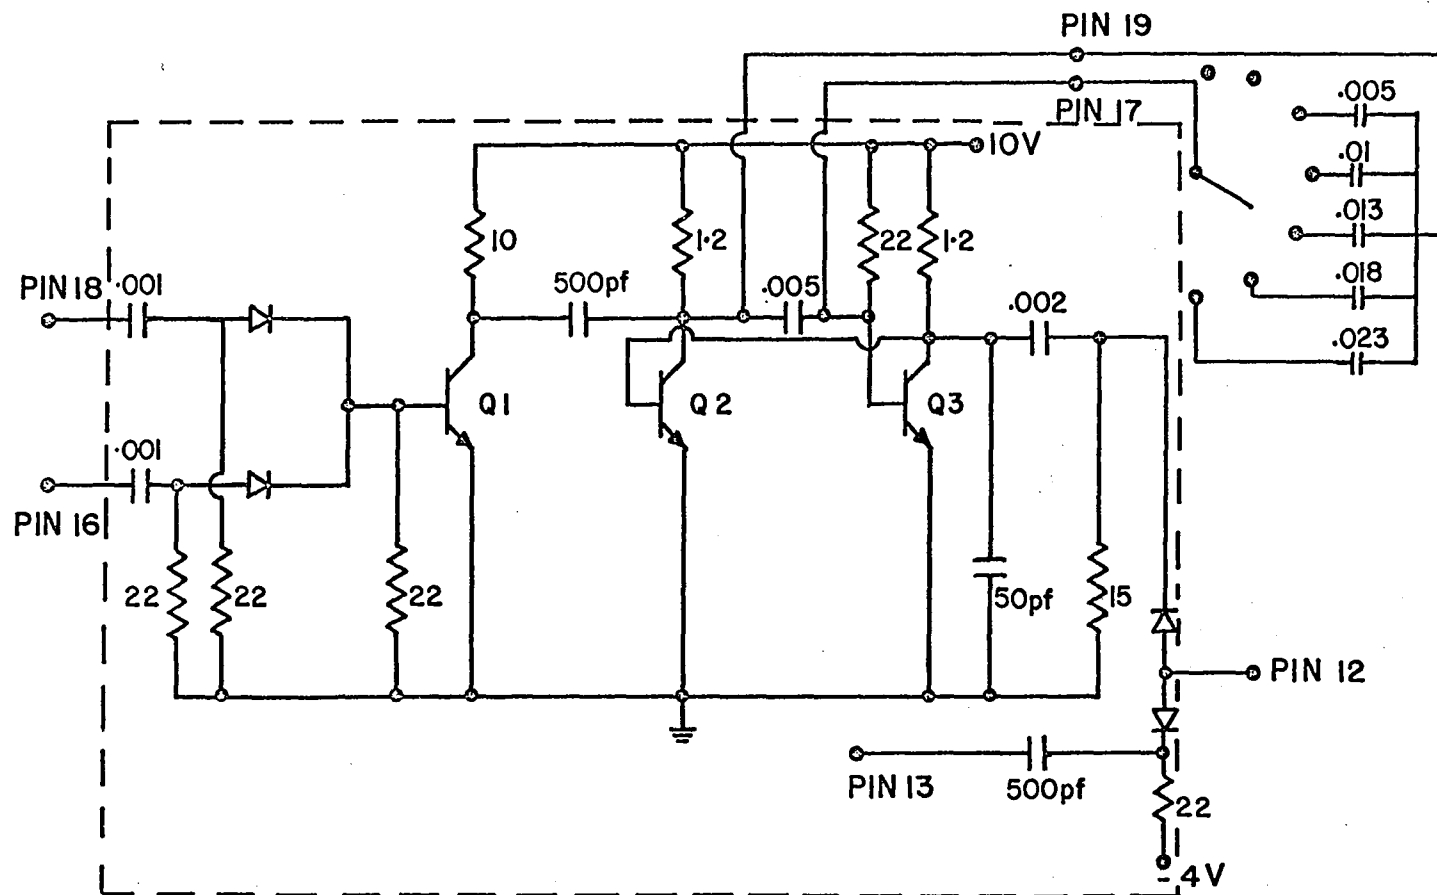 PIN 19
PIN 17
.005
10V
.01
10
1.2
22
1.2
.013
PIN 18
.001
500pf
.005
.002
.018
.023
Q1
Q2
Q3
.001
PIN 16
22
22
22
50pf
15
PIN 12
PIN 13
500pf
22
-4V